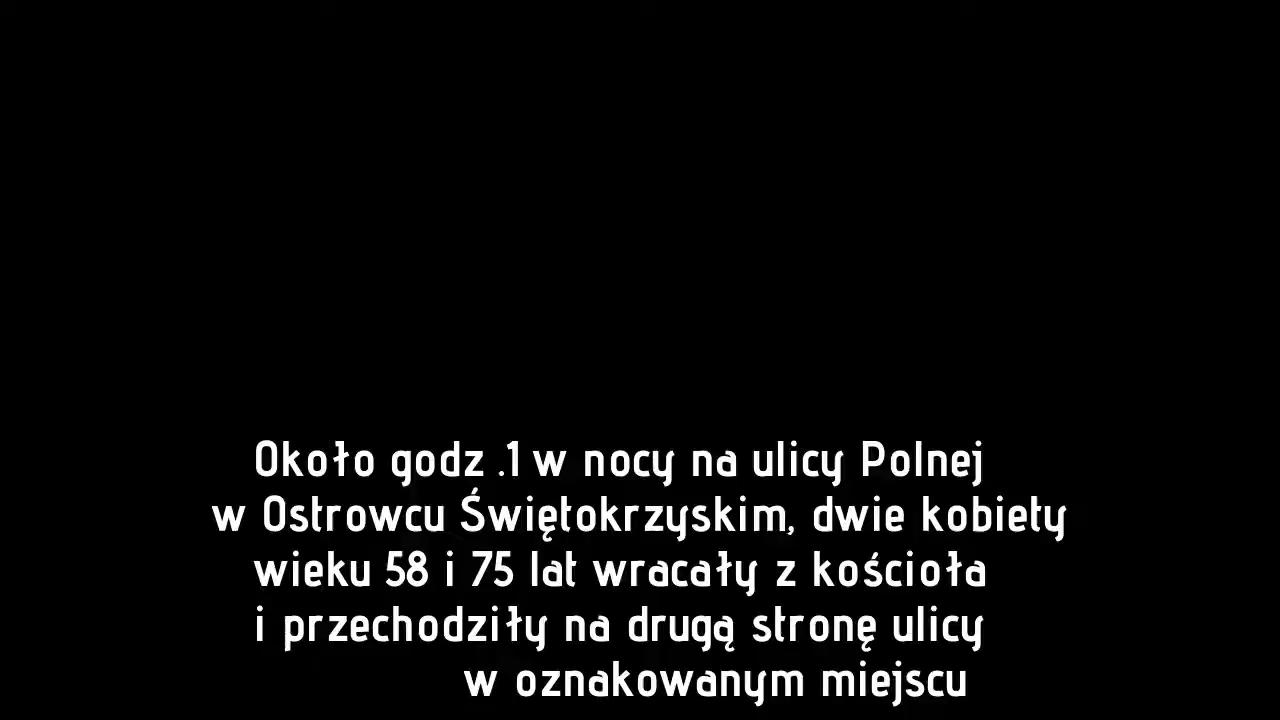 Około godz .1 w nocy na ulicy Polnej
w Ostrowcu Świętokrzyskim, dwie kobiety
wieku 58 i 75 lat wracały z kościoła
i przechodziły na drugą stronę ulicy
w oznakowanym miejscu